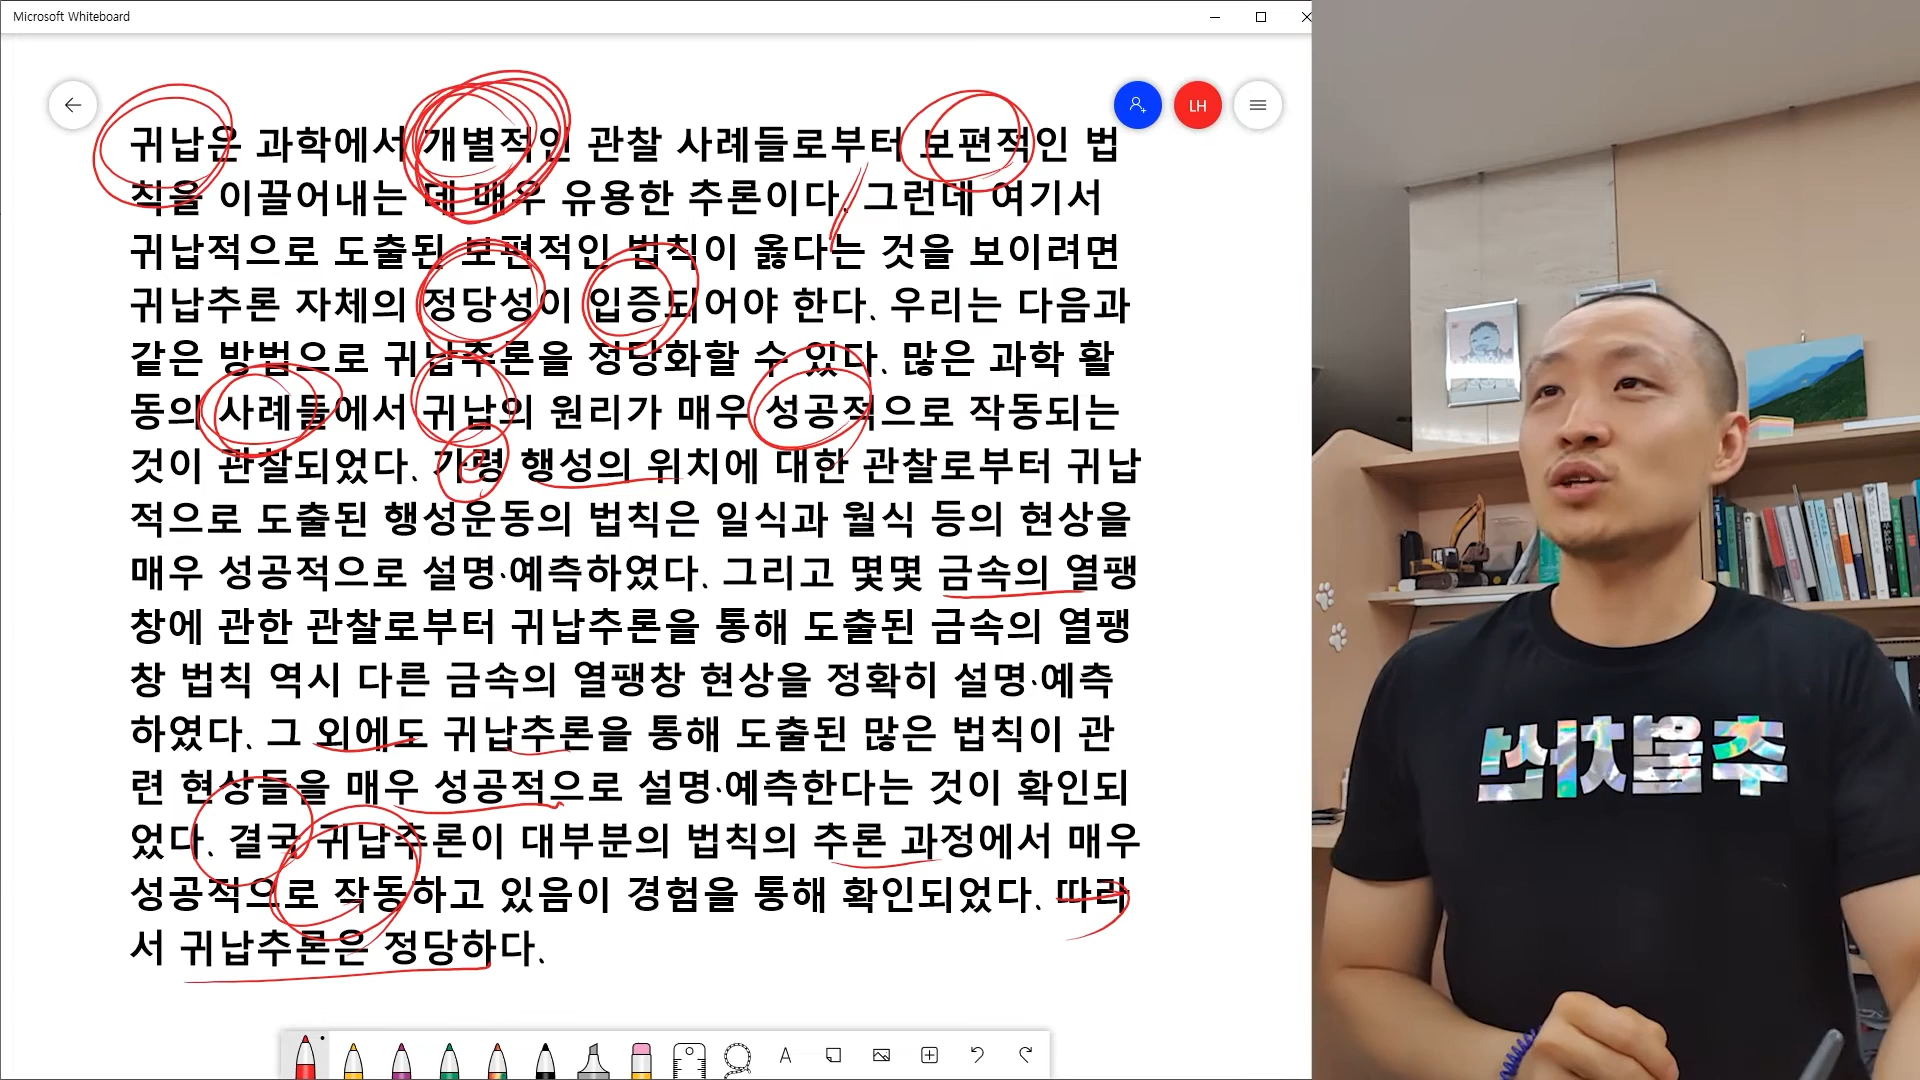 Microsoft Whiteboard
LH
귀납은 과학에서 개별적인 관찰 사례들로부터 보편적인 법
칙을 이끌어내는 데 매우 유용한 추론이다. 그런데 여기서
귀납적으로 도출된 보편적인 법칙이 옳다는 것을 보이려면
귀납추론 자체의 정당성이 입증되어야 한다. 우리는 다음과
같은 방법으로 귀납추론을 정당화할 수 있다. 많은 과학 활
동의 사례들에서 귀납의 원리가 매우 성공적으로 작동되는
것이 관찰되었다. 가령 행성의 위치에 대한 관찰로부터 귀납
적으로 도출된 행성운동의 법칙은 일식과 월식 등의 현상을
매우 성공적으로 설명·예측하였다. 그리고 몇몇 금속의 열팽
창에 관한 관찰로부터 귀납추론을 통해 도출된 금속의 열팽
창 법칙 역시 다른 금속의 열팽창 현상을 정확히 설명·예측
하였다. 그 외에도 귀납추론을 통해 도출된 많은 법칙이 관
련 현상들을 매우 성공적으로 설명·예측한다는 것이 확인되
었다. 결국 귀납추론이 대부분의 법칙의 추론 과정에서 매우
성공적으로 작동하고 있음이 경험을 통해 확인되었다. 따라
서 귀납추론은 정당하다.
A